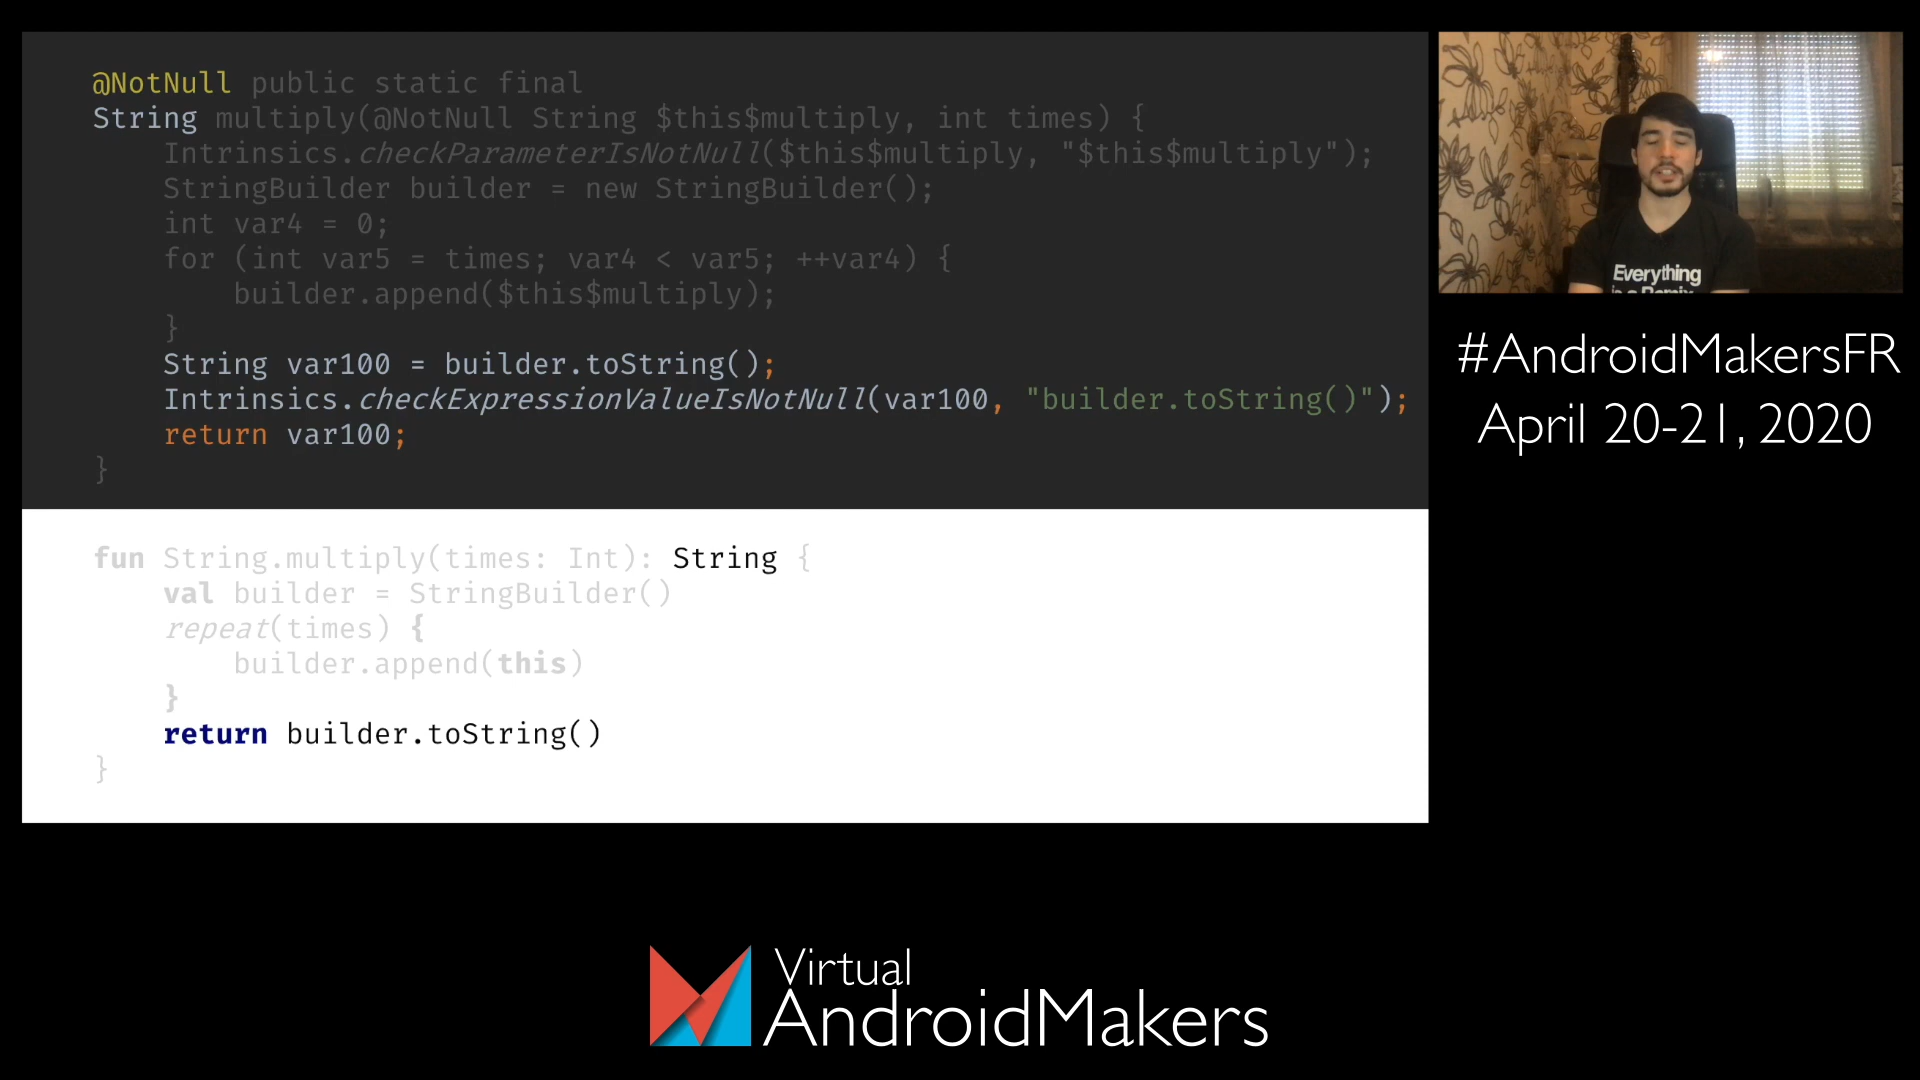 @NotNull public static final
String multiply(@NotNull String $this$multiply, int times) {
Intrinsics.checkParameterIsNotNull($this$multiply, "$this$multiply");
StringBuilder builder = new StringBuilder();
int var4 = 0;
for (int var5 = times; var4 < var5; ++var4) {
builder.append($this$multiply);
}
String var100 = builder.toString();
Intrinsics.checkExpressionValueIsNotNull(var100, "builder.toString()");
return var100;
}
fun String.multiply(times: Int): String {
val builder = StringBuilder()
repeat(times) {
builder.append(this)
}
return builder.toString()
}
Everything
is a Remix
#AndroidMakersFR
April 20-21, 2020
Virtual
AndroidMakers